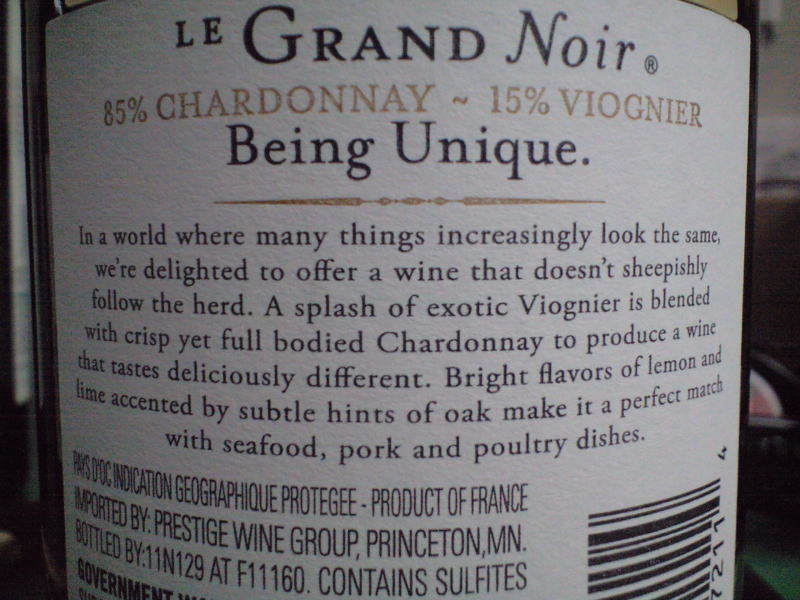 LE GRAND Noir®
85% CHARDONNAY ~ 15% VIOGNIER
Being Unique.
In a world where many things increasingly look the same,
we're delighted to offer a wine that doesn't sheepishly
follow the herd. A splash of exotic Viognier is blended
with crisp yet full bodied Chardonnay to produce a wine
that tastes deliciously different. Bright flavors of lemon and
lime accented by subtle hints of oak make it a perfect match
with seafood, pork and poultry dishes.
PAYS D'OC INDICATION GEOGRAPHIQUE PROTEGEE - PRODUCT OF FRANCE
IMPORTED BY: PRESTIGE WINE GROUP, PRINCETON,MN.
BOTTLED BY:11N129 AT F11160. CONTAINS SULFITES
GOVERNMENT
4
7211